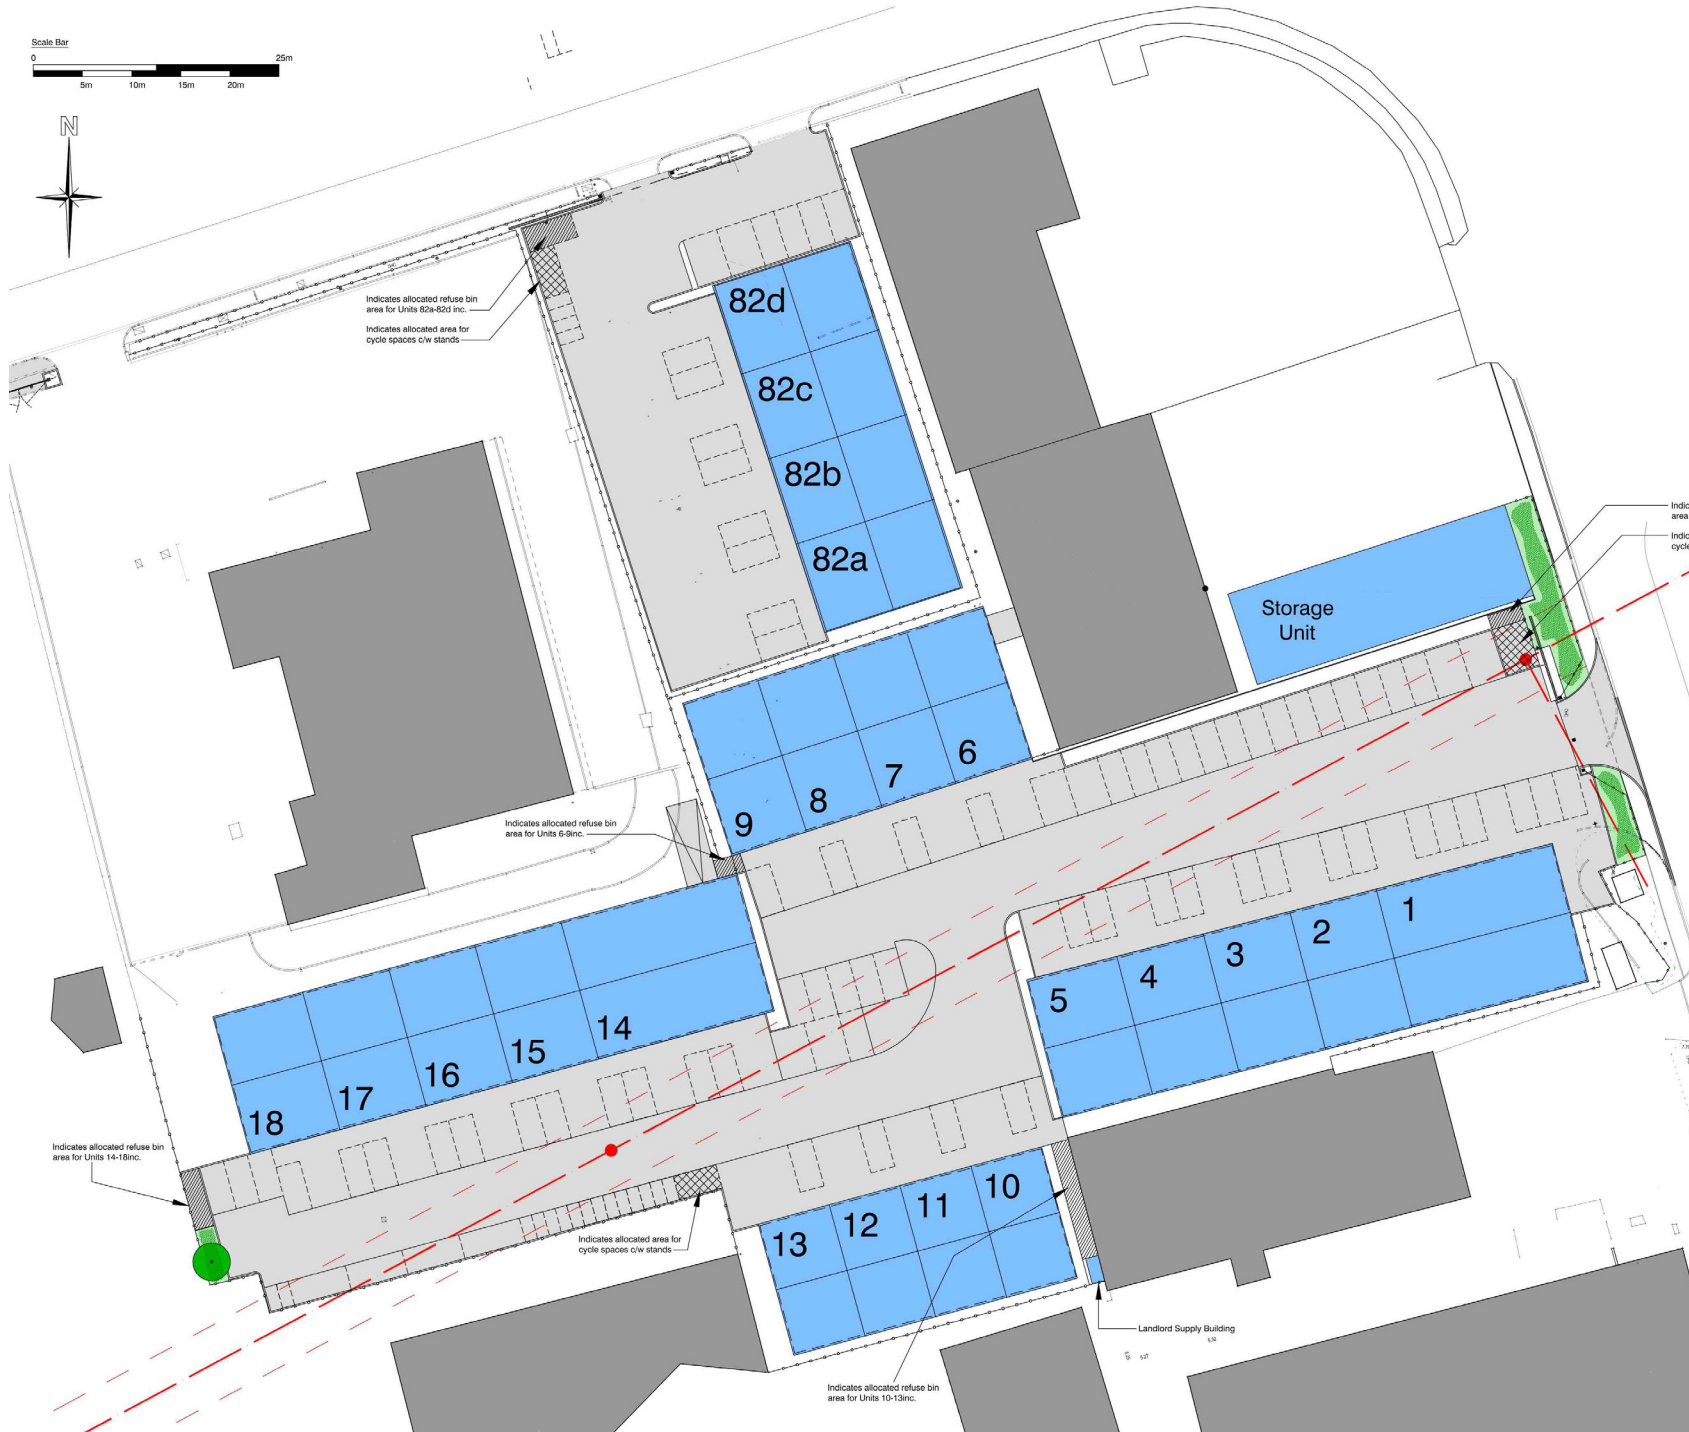 Scale Bar
0 25m
5m 10m 15m 20m
N
Indicates allocated refuse bin
area for Units 82a-82d inc.
Indicates allocated area for
cycle spaces c/w stands
82d
82c
82b
82a
Indic
area
Indic
cycle
Storage
Unit
6
7
8
9
Indicates allocated refuse bin
area for Units 6-9inc.
1
2
3
4
5
14
15
16
17
18
Indicates allocated refuse bin
area for Units 14-18inc.
Indicates allocated area for
cycle spaces c/w stands
10
11
12
13
Landlord Supply Building
Indicates allocated refuse bin
area for Units 10-13inc.